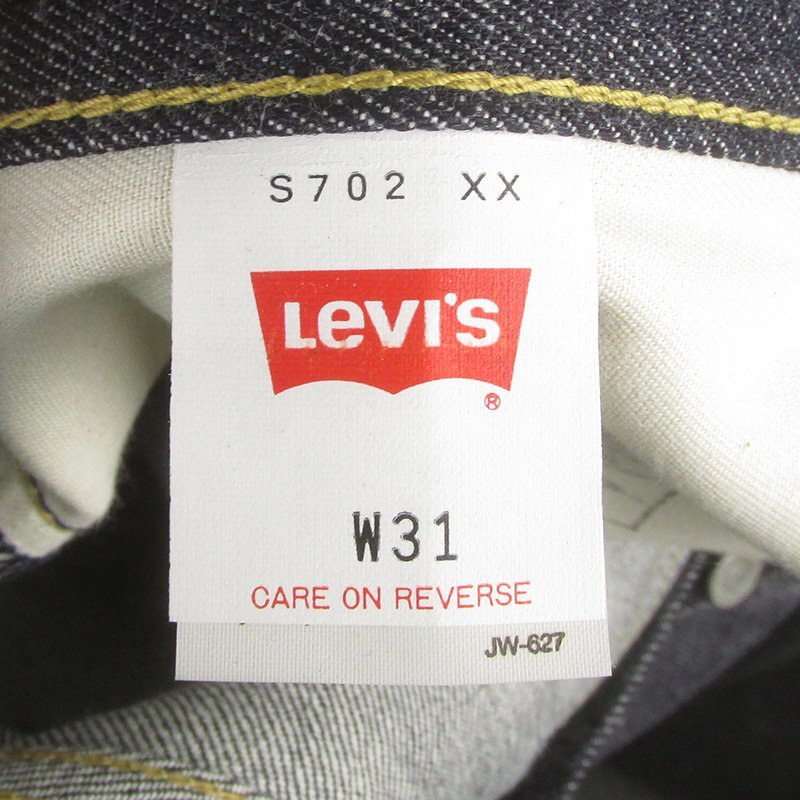 S702 XX
Levi's
®
W31
CARE ON REVERSE
JW-627